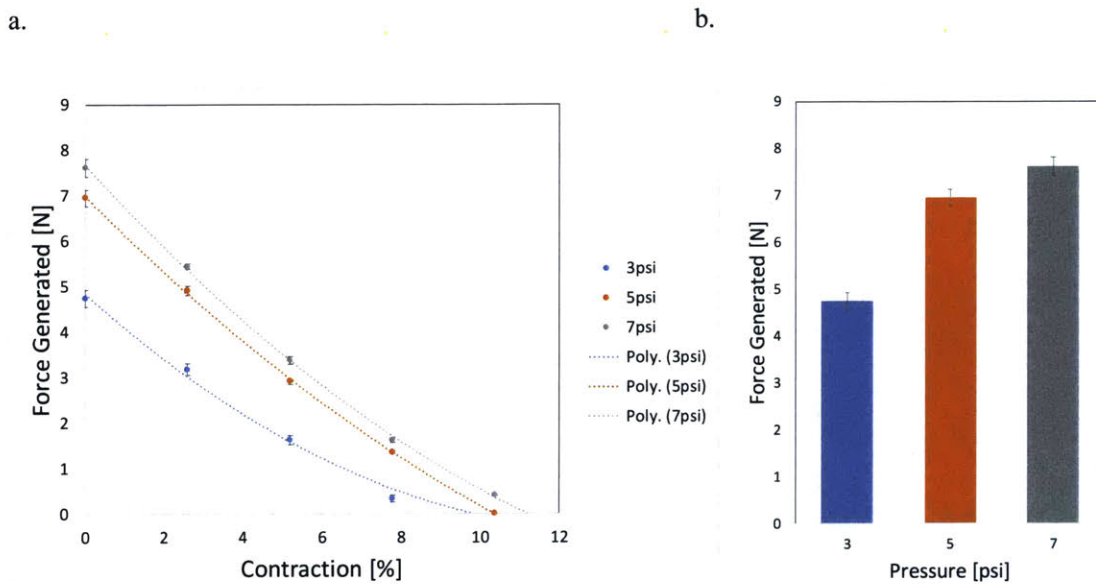 a.
9
8
7
6
5
4
3
2
1
0
Force Generated [N]
0 2 4 6 8 10 12
Contraction [%]
3psi
5psi
7psi
Poly. (3psi)
Poly. (5psi)
Poly. (7psi)
b.
9
8
7
6
5
4
3
2
1
0
Force Generated [N]
3 5 7
Pressure [psi]